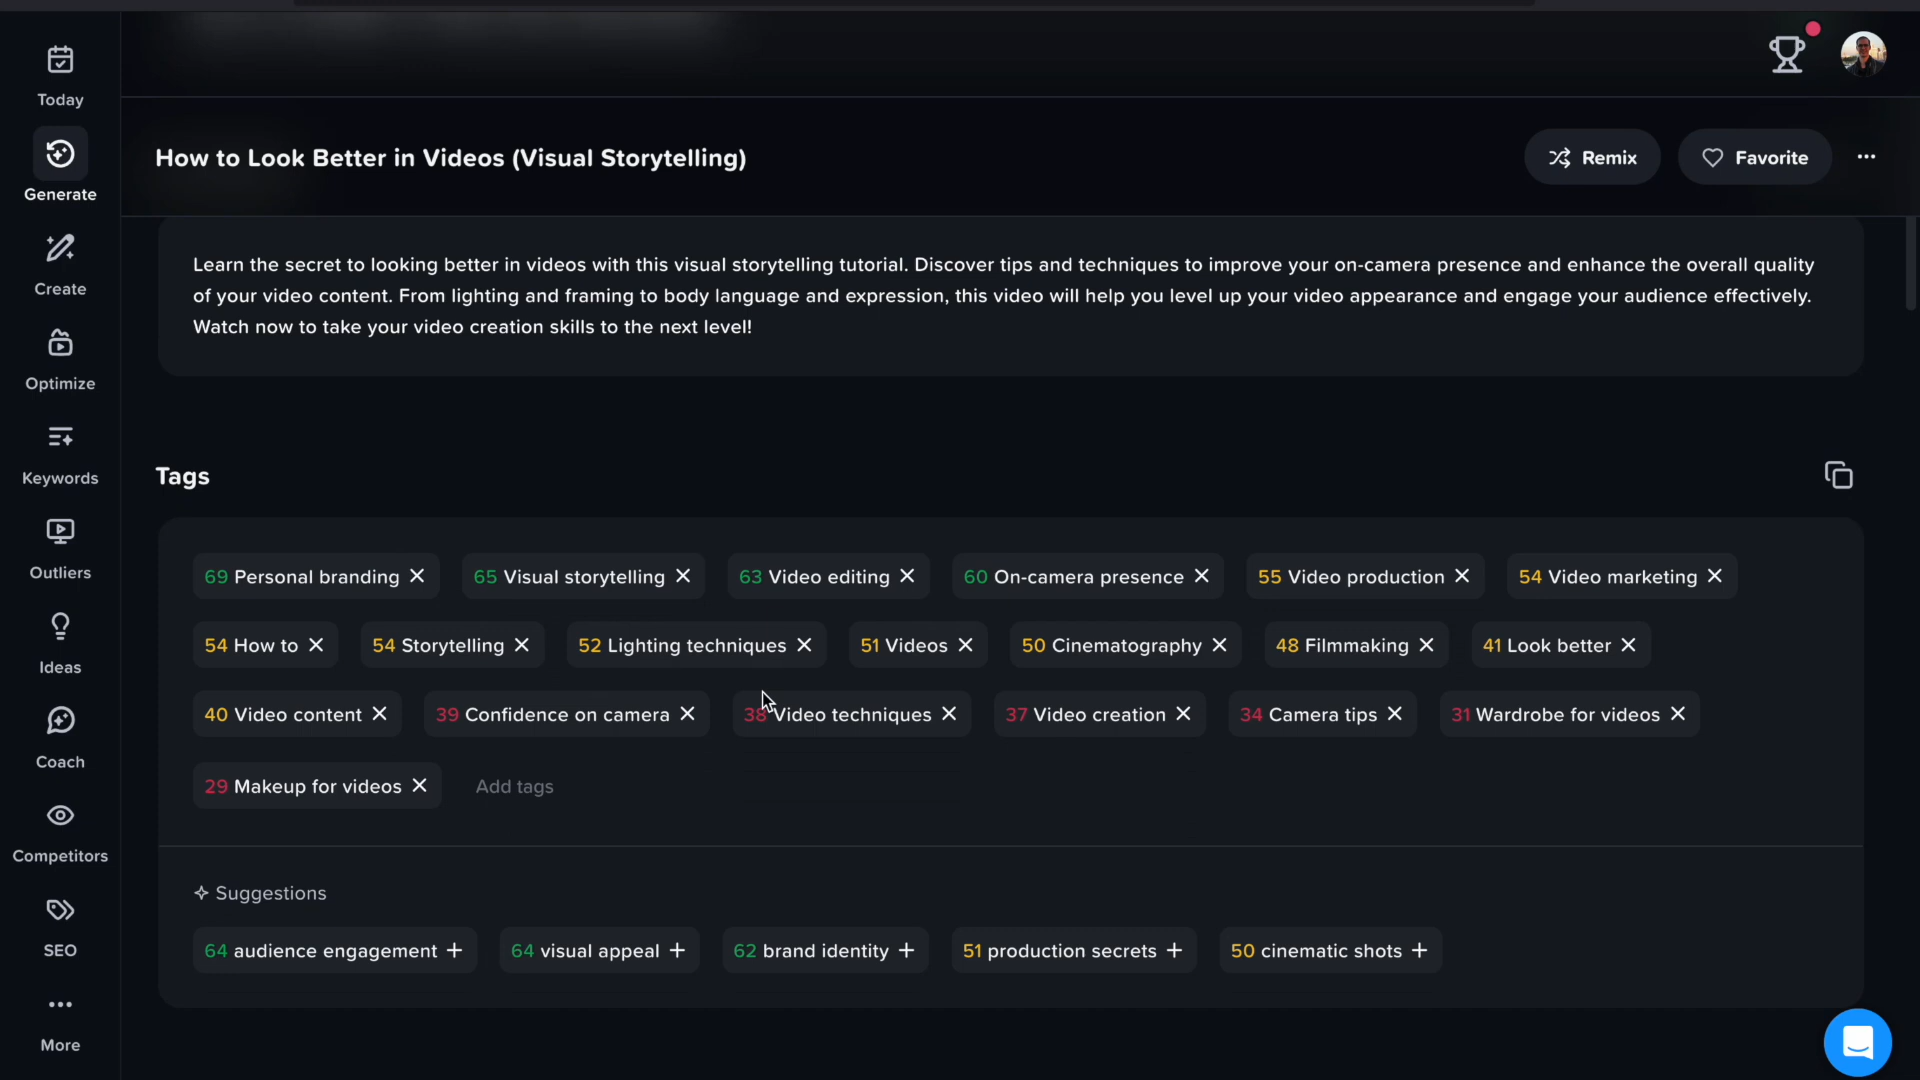 Today
Generate
Create
Optimize
Keywords
Outliers
Ideas
Coach
Competitors
SEO
More
How to Look Better in Videos (Visual Storytelling)
Remix
Favorite
Learn the secret to looking better in videos with this visual storytelling tutorial. Discover tips and techniques to improve your on-camera presence and enhance the overall quality
of your video content. From lighting and framing to body language and expression, this video will help you level up your video appearance and engage your audience effectively.
Watch now to take your video creation skills to the next level!
Tags
69 Personal branding 65 Visual storytelling 63 Video editing 60 On-camera presence 55 Video production 54 Video marketing
54 How to 54 Storytelling 52 Lighting techniques 51 Videos 50 Cinematography 48 Filmmaking 41 Look better
40 Video content 39 Confidence on camera 38 Video techniques 37 Video creation 34 Camera tips 31 Wardrobe for videos
29 Makeup for videos Add tags
Suggestions
64 audience engagement + 64 visual appeal + 62 brand identity + 51 production secrets + 50 cinematic shots +